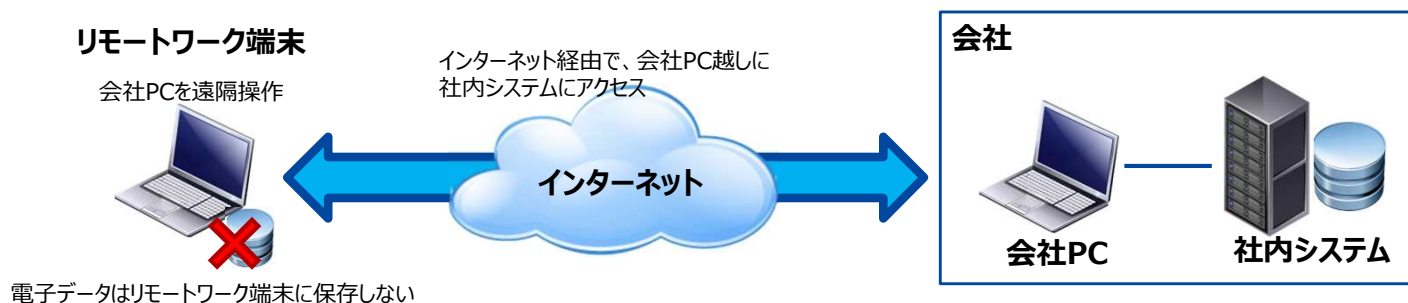 リモートワーク端末
会社PCを遠隔操作
インターネット経由で、会社PC越しに
社内システムにアクセス
インターネット
会社
会社PC
社内システム
電子データはリモートワーク端末に保存しない